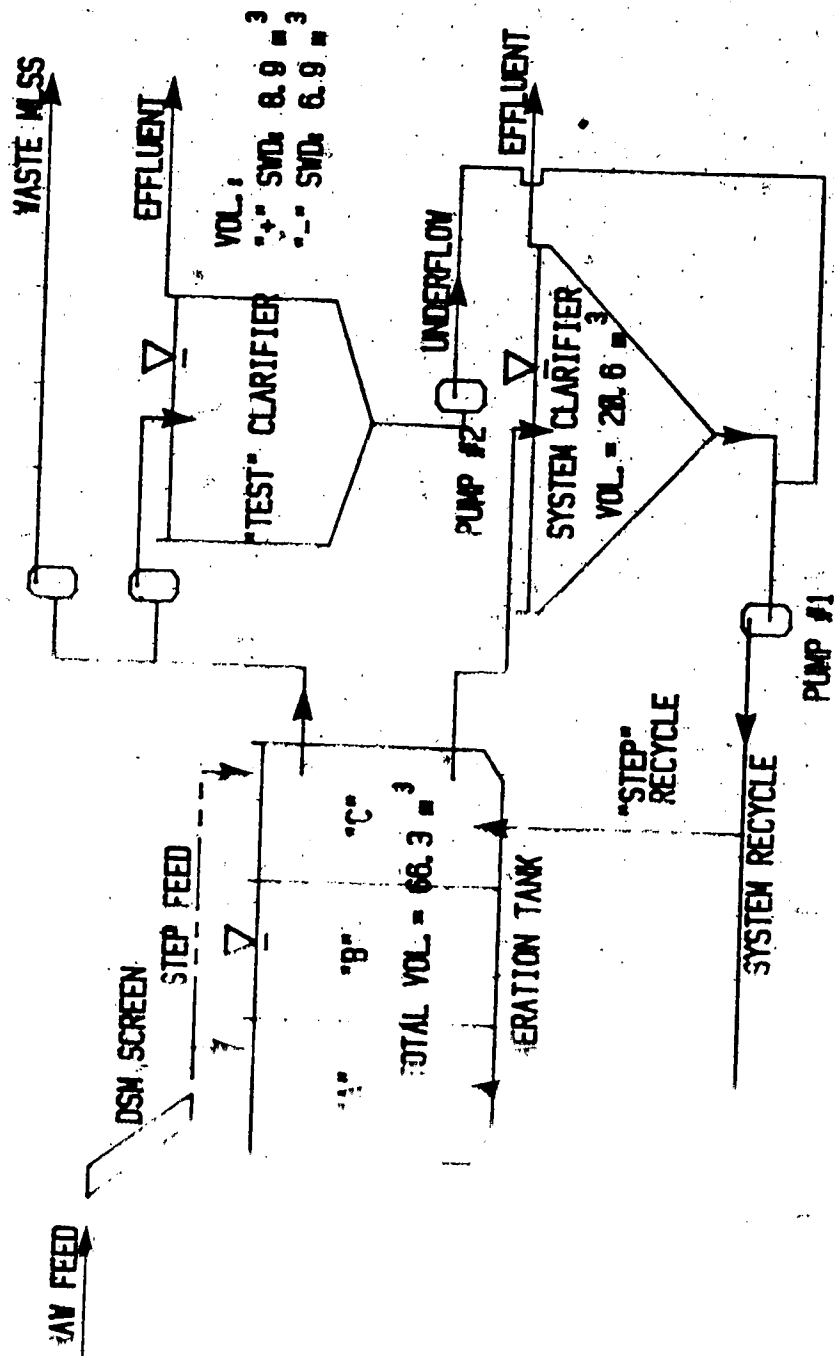 WASTE MLSS
EFFLUENT
VOL.:
"+" SWD: 8.9 m3
"-" SWD: 6.9 m3
"TEST" CLARIFIER
UNDERFLOW
PUMP #2
EFFLUENT
SYSTEM CLARIFIER
VOL. = 20.6 m3
PUMP #1
DSM SCREEN
STEP FEED
AW FEED
"A"
"B"
"C"
OTAL VOL. = 66.3 m3
ERATION TANK
"STEP"
RECYCLE
SYSTEM RECYCLE